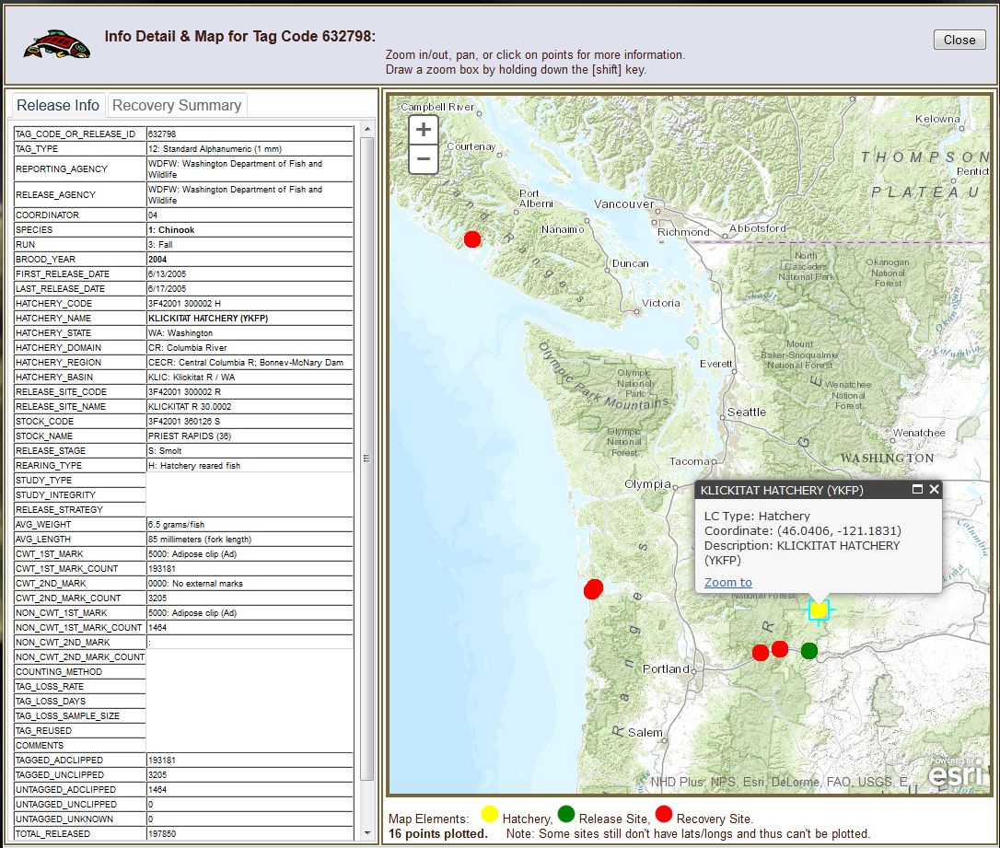 Info Detail & Map for Tag Code 632798:
Zoom in/out, pan, or click on points for more information.
Draw a zoom box by holding down the [shift] key.
Close
Release Info
Recovery Summary
TAG_CODE_OR_RELEASE_ID 632798
TAG_TYPE 12: Standard Alphanumeric (1 mm)
REPORTING_AGENCY WDFW: Washington Department of Fish and
Wildlife
RELEASE_AGENCY WDFW: Washington Department of Fish and
Wildlife
COORDINATOR 04
SPECIES 1: Chinook
RUN 3: Fall
BROOD_YEAR 2004
FIRST_RELEASE_DATE 6/13/2005
LAST_RELEASE_DATE 6/17/2005
HATCHERY_CODE 3F42001 300002 H
HATCHERY_NAME KLICKITAT HATCHERY (YKFP)
HATCHERY_STATE WA: Washington
HATCHERY_DOMAIN CR: Columbia River
HATCHERY_REGION CECR: Central Columbia R; Bonnev-McNary Dam
HATCHERY_BASIN KLIC: Klickitat R / WA
RELEASE_SITE_CODE 3F42001 300002 R
RELEASE_SITE_NAME KLICKITAT R 30.0002
STOCK_CODE 3F42001 360126 S
STOCK_NAME PRIEST RAPIDS (36)
RELEASE_STAGE S: Smolt
REARING_TYPE H: Hatchery reared fish
STUDY_TYPE
STUDY_INTEGRITY
RELEASE_STRATEGY
AVG_WEIGHT 6.5 grams/fish
AVG_LENGTH 85 millimeters (fork length)
CWT_1ST_MARK 5000: Adipose clip (Ad)
CWT_1ST_MARK_COUNT 193181
CWT_2ND_MARK 0000: No external marks
CWT_2ND_MARK_COUNT 3205
NON_CWT_1ST_MARK 5000: Adipose clip (Ad)
NON_CWT_1ST_MARK_COUNT 1464
NON_CWT_2ND_MARK :
NON_CWT_2ND_MARK_COUNT
COUNTING_METHOD
TAG_LOSS_RATE
TAG_LOSS_DAYS
TAG_LOSS_SAMPLE_SIZE
TAG_REUSED
COMMENTS
TAGGED_ADCLIPPED 193181
TAGGED_UNCLIPPED 3205
UNTAGGED_ADCLIPPED 1464
UNTAGGED_UNCLIPPED 0
UNTAGGED_UNKNOWN 0
TOTAL_RELEASED 197850
+
−
Campbell River
Kelowna
Courtenay
THOMPSON
PLATEAU
Pentict
Port
Alberni
Vancouver
Nanaimo
Richmond
Abbotsford
land Ranges
Duncan
North
Cascades
National Park
Okanogan
National
Forest
Skagit
Okanogan
Victoria
Columbia
Olympic
National
Park
Olympic Park Mountains
Olympic
National
Forest
Mount
Baker-Snoqualmie
National Forest
Everett
Wenatchee
National
Forest
Seattle
Wenatchee
Tacoma
WASHINGTON
Olympia
E
G
Columbia
KLICKITAT HATCHERY (YKFP)
LC Type: Hatchery
Coordinate: (46.0406, -121.1831)
Description: KLICKITAT HATCHERY
(YKFP)
Zoom to
kima
National Forest
R
Ranges
Portland
Salem
POWERED BY
esri
NHD Plus, NPS, Esri, DeLorme, FAO, USGS, E
Map Elements: Hatchery, Release Site, Recovery Site.
16 points plotted. Note: Some sites still don't have lats/longs and thus can't be plotted.